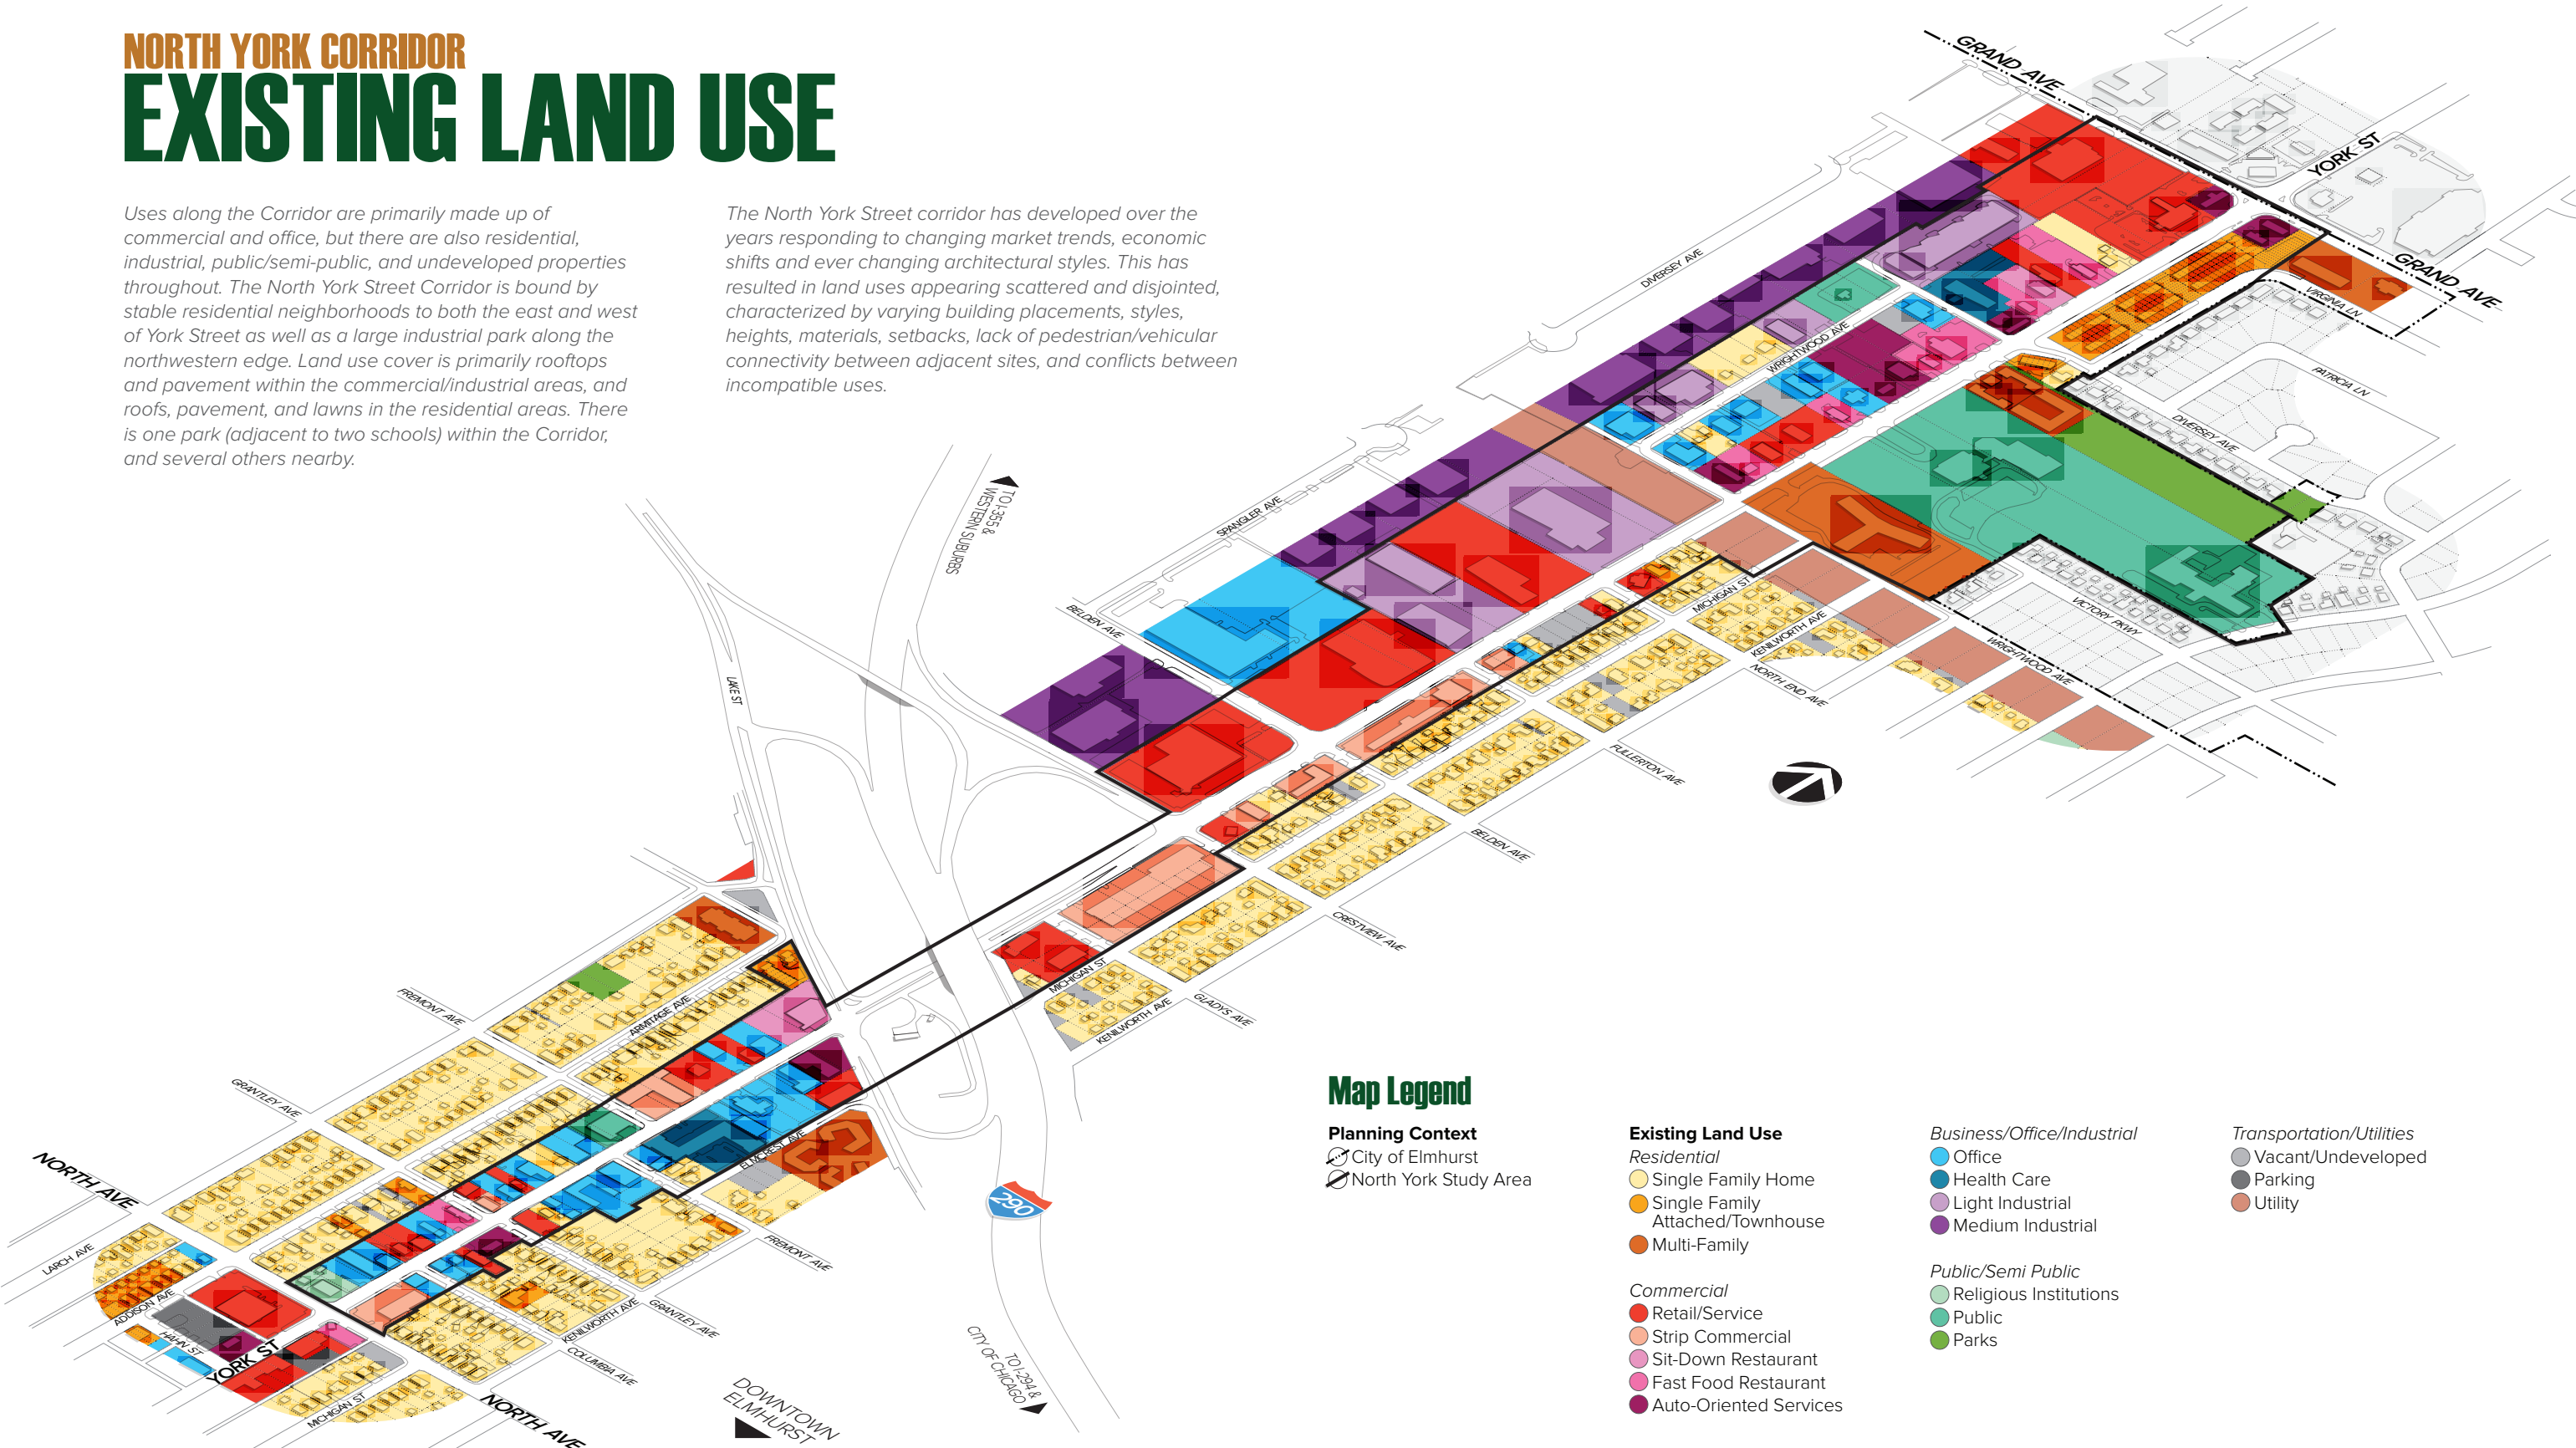 NORTH YORK CORRIDOR
EXISTING LAND USE
Uses along the Corridor are primarily made up of
commercial and office, but there are also residential,
industrial, public/semi-public, and undeveloped properties
throughout. The North York Street Corridor is bound by
stable residential neighborhoods to both the east and west
of York Street as well as a large industrial park along the
northwestern edge. Land use cover is primarily rooftops
and pavement within the commercial/industrial areas, and
roofs, pavement, and lawns in the residential areas. There
is one park (adjacent to two schools) within the Corridor,
and several others nearby.
The North York Street corridor has developed over the
years responding to changing market trends, economic
shifts and ever changing architectural styles. This has
resulted in land uses appearing scattered and disjointed,
characterized by varying building placements, styles,
heights, materials, setbacks, lack of pedestrian/vehicular
connectivity between adjacent sites, and conflicts between
incompatible uses.
GRAND AVE
YORK ST
GRAND AVE
VIRGINIA LN
PATRICIA LN
DIVERSEY AVE
DIVERSEY AVE
WRIGHTWOOD AVE
SPANGLER AVE
TO I-355 &
WESTERN SUBURBS
BELDEN AVE
LAKE ST
MICHIGAN ST
KENILWORTH AVE
NORTH END AVE
VICTORY PKWY
WRIGHTWOOD AVE
FULLERTON AVE
BELDEN AVE
CRESTVIEW AVE
MICHIGAN ST
KENILWORTH AVE
GLADYS AVE
FREMONT AVE
ARMITAGE AVE
GRANTLEY AVE
ELMCREST AVE
NORTH AVE
LARCH AVE
ADDISON AVE
HAHN ST
YORK ST
MICHIGAN ST
FREMONT AVE
GRANTLEY AVE
KENILWORTH AVE
COLUMBIA AVE
NORTH AVE
290
DOWNTOWN
ELMHURST
TO I-294 &
CITY OF CHICAGO
Map Legend
Planning Context
City of Elmhurst
North York Study Area
Existing Land Use
Residential
Single Family Home
Single Family
Attached/Townhouse
Multi-Family
Commercial
Retail/Service
Strip Commercial
Sit-Down Restaurant
Fast Food Restaurant
Auto-Oriented Services
Business/Office/Industrial
Office
Health Care
Light Industrial
Medium Industrial
Public/Semi Public
Religious Institutions
Public
Parks
Transportation/Utilities
Vacant/Undeveloped
Parking
Utility